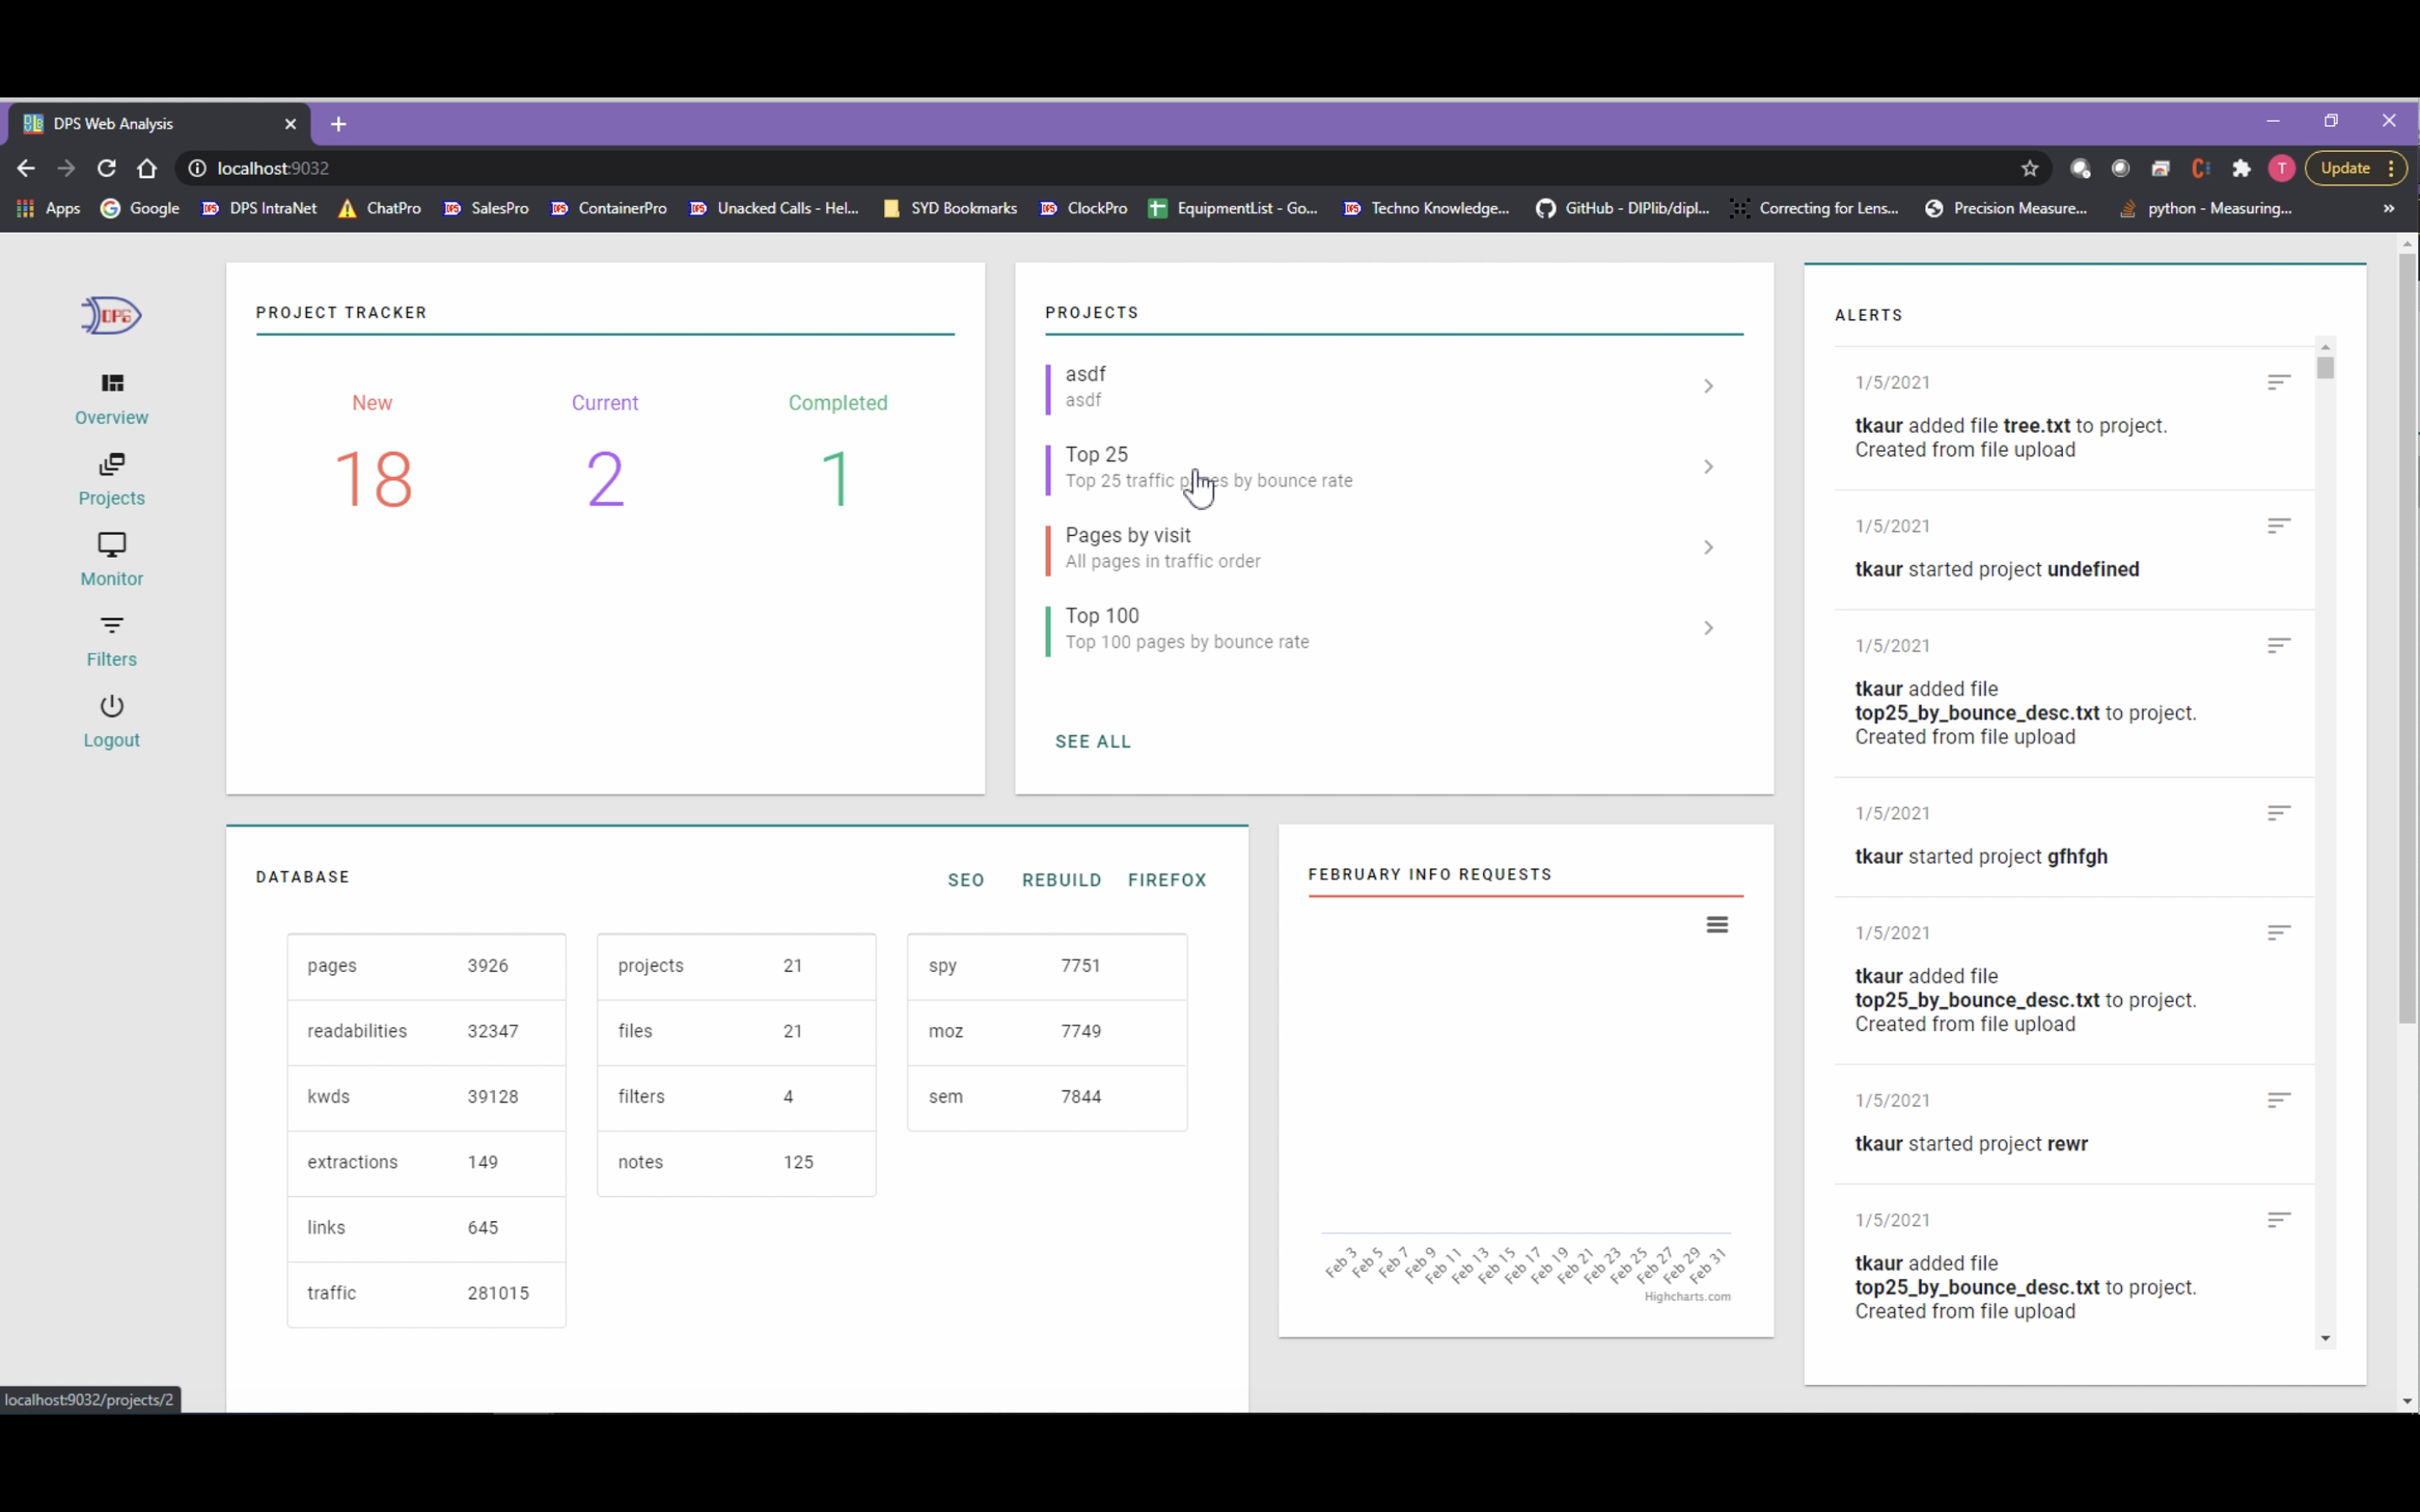 DPS Web Analysis
localhost:9032
Update
Apps
Google
DPS IntraNet
ChatPro
SalesPro
ContainerPro
Unacked Calls - Hel...
SYD Bookmarks
ClockPro
EquipmentList - Go...
Techno Knowledge...
GitHub - DIPlib/dipl...
Correcting for Lens...
Precision Measure...
python - Measuring...
»
DPS
Overview
Projects
Monitor
Filters
Logout
PROJECT TRACKER
New
Current
Completed
18
2
1
PROJECTS
asdf
asdf
Top 25
Top 25 traffic by bounce rate
Pages by visit
All pages in traffic order
Top 100
Top 100 pages by bounce rate
SEE ALL
ALERTS
1/5/2021
tkaur added file tree.txt to project.
Created from file upload
1/5/2021
tkaur started project undefined
1/5/2021
tkaur added file
top25_by_bounce_desc.txt to project.
Created from file upload
1/5/2021
tkaur started project gfhfgh
1/5/2021
tkaur added file
top25_by_bounce_desc.txt to project.
Created from file upload
1/5/2021
tkaur started project rewr
1/5/2021
tkaur added file
top25_by_bounce_desc.txt to project.
Created from file upload
DATABASE
SEO
REBUILD
FIREFOX
pages 3926
readabilities 32347
kwds 39128
extractions 149
links 645
traffic 281015
projects 21
files 21
filters 4
notes 125
spy 7751
moz 7749
sem 7844
FEBRUARY INFO REQUESTS
Feb 3
Feb 5
Feb 7
Feb 9
Feb 11
Feb 13
Feb 15
Feb 17
Feb 19
Feb 21
Feb 23
Feb 25
Feb 27
Feb 29
Feb 31
Highcharts.com
localhost:9032/projects/2